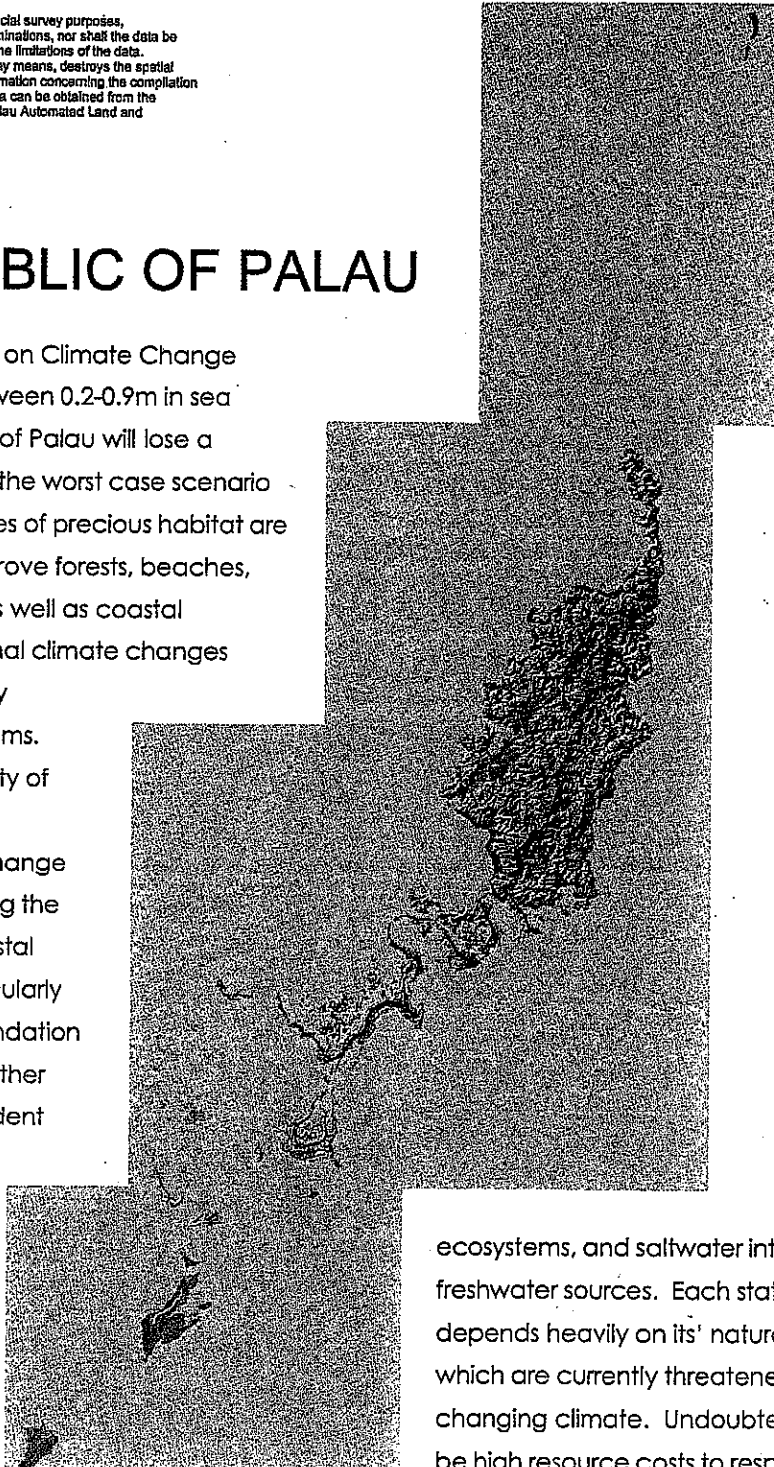 cial survey purposes,
minations, nor shall the data be
he limitations of the data.
ny means, destroys the spatial
mation concerning the compilation
a can be obtained from the
lau Automated Land and
BLIC OF PALAU
on Climate Change
ween 0.2-0.9m in sea
of Palau will lose a
the worst case scenario
es of precious habitat are
rove forests, beaches,
s well as coastal
nal climate changes
y
ms.
ty of
hange
g the
stal
ularly
ndation
ther
dent
ecosystems, and saltwater int
freshwater sources. Each stat
depends heavily on its' nature
which are currently threatene
changing climate. Undoubte
be high resource costs to resp